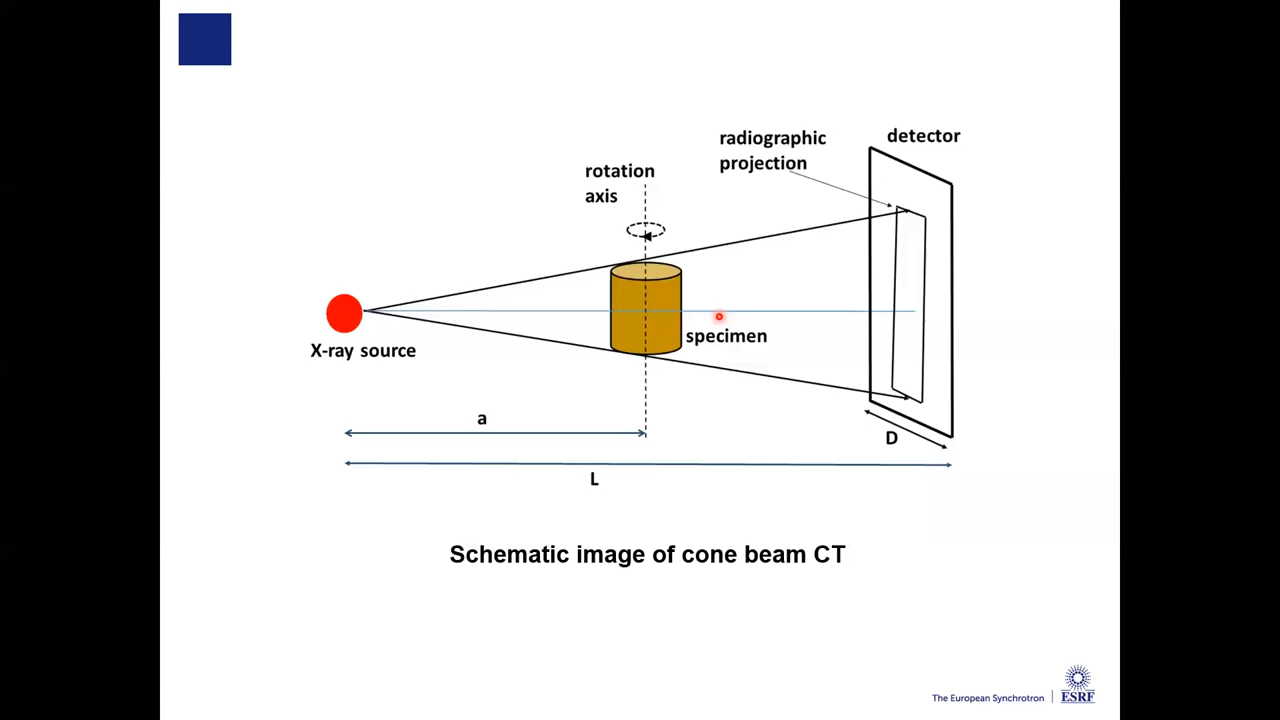 detector
radiographic
projection
rotation
axis
specimen
X-ray source
a
D
L
Schematic image of cone beam CT
The European Synchrotron
ESRF